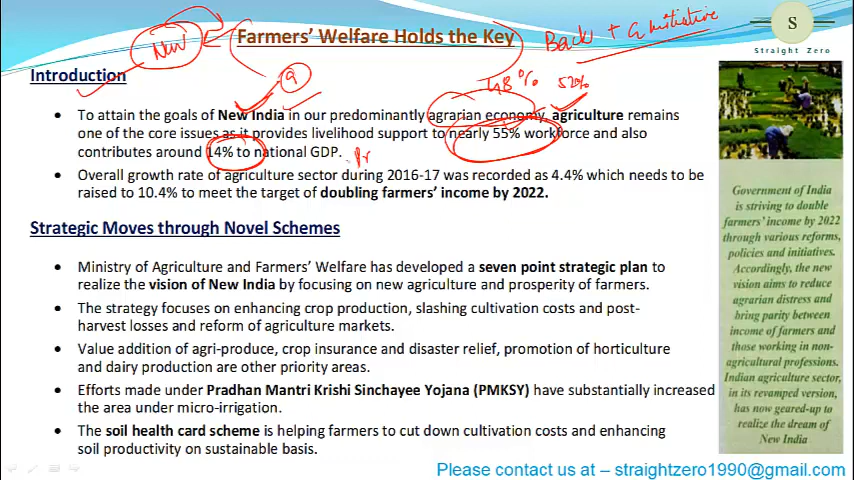 Farmers' Welfare Holds the Key
New
Back + a initiative
S
Straight Zero
Introduction
a
48% 52%
• To attain the goals of New India in our predominantly agrarian economy, agriculture remains
one of the core issues as it provides livelihood support to nearly 55% workforce and also
contributes around 14% to national GDP. Pr
• Overall growth rate of agriculture sector during 2016-17 was recorded as 4.4% which needs to be
raised to 10.4% to meet the target of doubling farmers' income by 2022.
Strategic Moves through Novel Schemes
• Ministry of Agriculture and Farmers' Welfare has developed a seven point strategic plan to
realize the vision of New India by focusing on new agriculture and prosperity of farmers.
• The strategy focuses on enhancing crop production, slashing cultivation costs and post-
harvest losses and reform of agriculture markets.
• Value addition of agri-produce, crop insurance and disaster relief, promotion of horticulture
and dairy production are other priority areas.
• Efforts made under Pradhan Mantri Krishi Sinchayee Yojana (PMKSY) have substantially increased
the area under micro-irrigation.
• The soil health card scheme is helping farmers to cut down cultivation costs and enhancing
soil productivity on sustainable basis.
Government of India
is striving to double
farmers' income by 2022
through various reforms,
policies and initiatives.
Accordingly, the new
vision aims to reduce
agrarian distress and
bring parity between
income of farmers and
those working in non-
agricultural professions.
Indian agriculture sector,
in its revamped version,
has now geared-up to
realize the dream of
New India
Please contact us at – straightzero1990@gmail.com